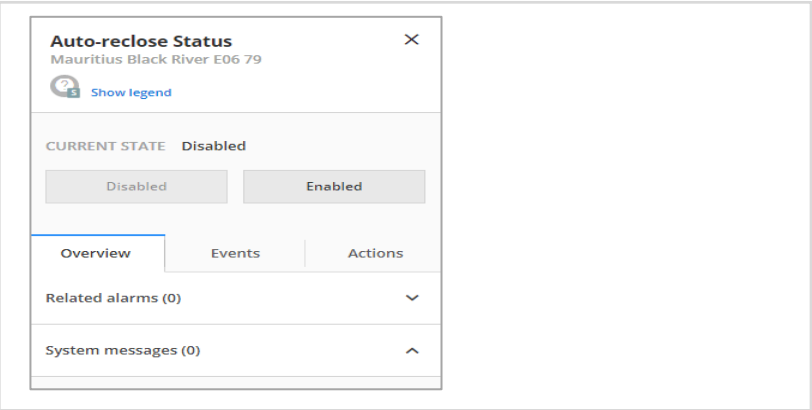 Auto-reclose Status
Mauritius Black River E06 79
? S Show legend
CURRENT STATE Disabled
Disabled Enabled
Overview Events Actions
Related alarms (0)
System messages (0)